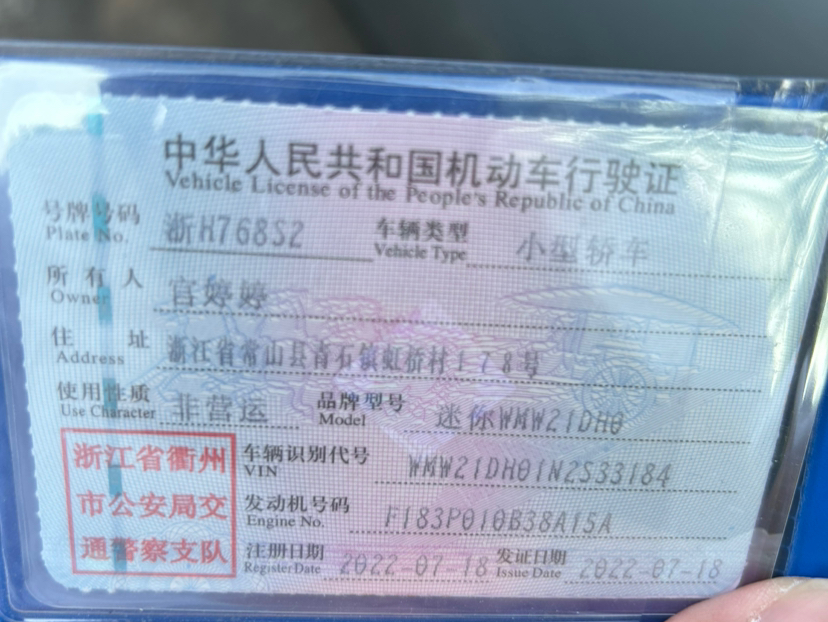 中华人民共和国机动车行驶证
Vehicle License of the People's Republic of China
号牌号码 浙H768S2 车辆类型 小型轿车
Plate No. Vehicle Type
所有人 官婷婷
Owner
住址 浙江省常山县青石镇虹桥村178号
Address
使用性质 非营运 品牌型号 迷你WMW21DH0
Use Character Model
浙江省衢州 车辆识别代号 WMW21DH01N2S33184
VIN
市公安局交 发动机号码 F183P010B38A15A
Engine No.
通警察支队 注册日期 2022-07-18 发证日期 2022-07-18
Register Date Issue Date